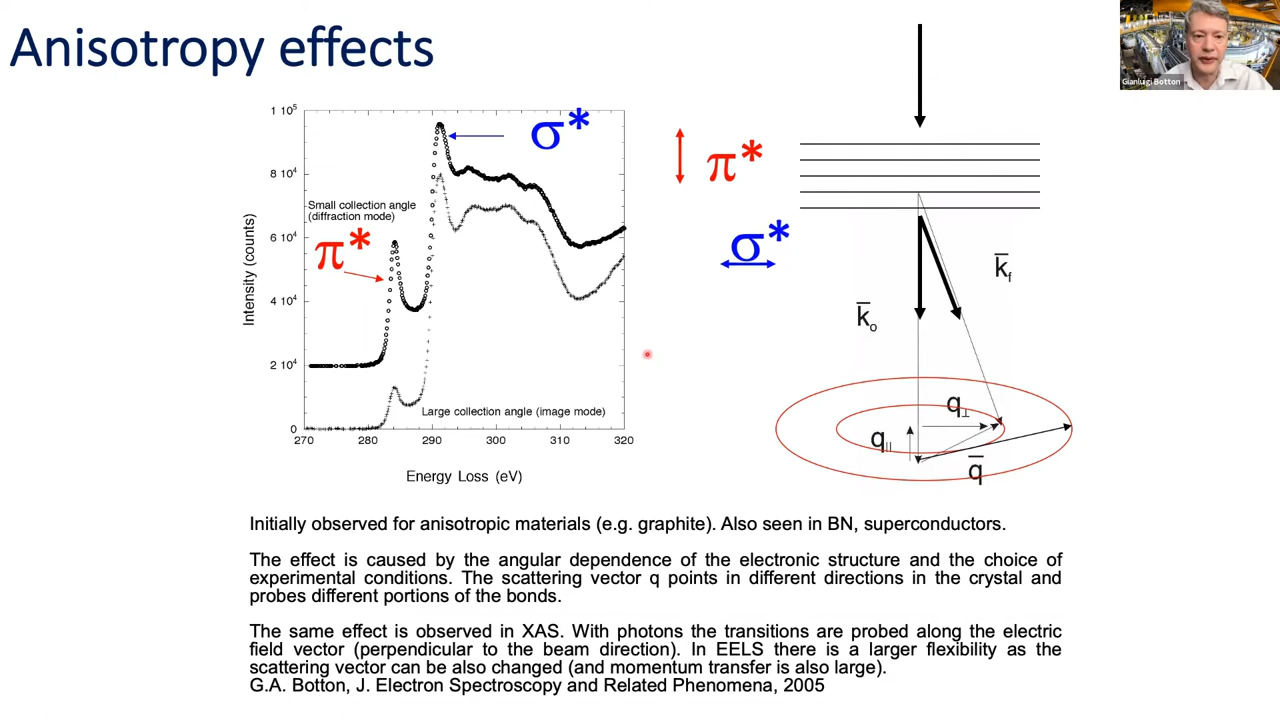 Anisotropy effects
Gianluigi Botton
1 10⁵
8 10⁴
6 10⁴
4 10⁴
2 10⁴
0
270
280
290
300
310
320
Intensity (counts)
Energy Loss (eV)
Small collection angle
(diffraction mode)
π*
σ*
Large collection angle (image mode)
π*
σ*
k̄f
k̄o
q⊥
q||
q̄
Initially observed for anisotropic materials (e.g. graphite). Also seen in BN, superconductors.
The effect is caused by the angular dependence of the electronic structure and the choice of
experimental conditions. The scattering vector q points in different directions in the crystal and
probes different portions of the bonds.
The same effect is observed in XAS. With photons the transitions are probed along the electric
field vector (perpendicular to the beam direction). In EELS there is a larger flexibility as the
scattering vector can be also changed (and momentum transfer is also large).
G.A. Botton, J. Electron Spectroscopy and Related Phenomena, 2005